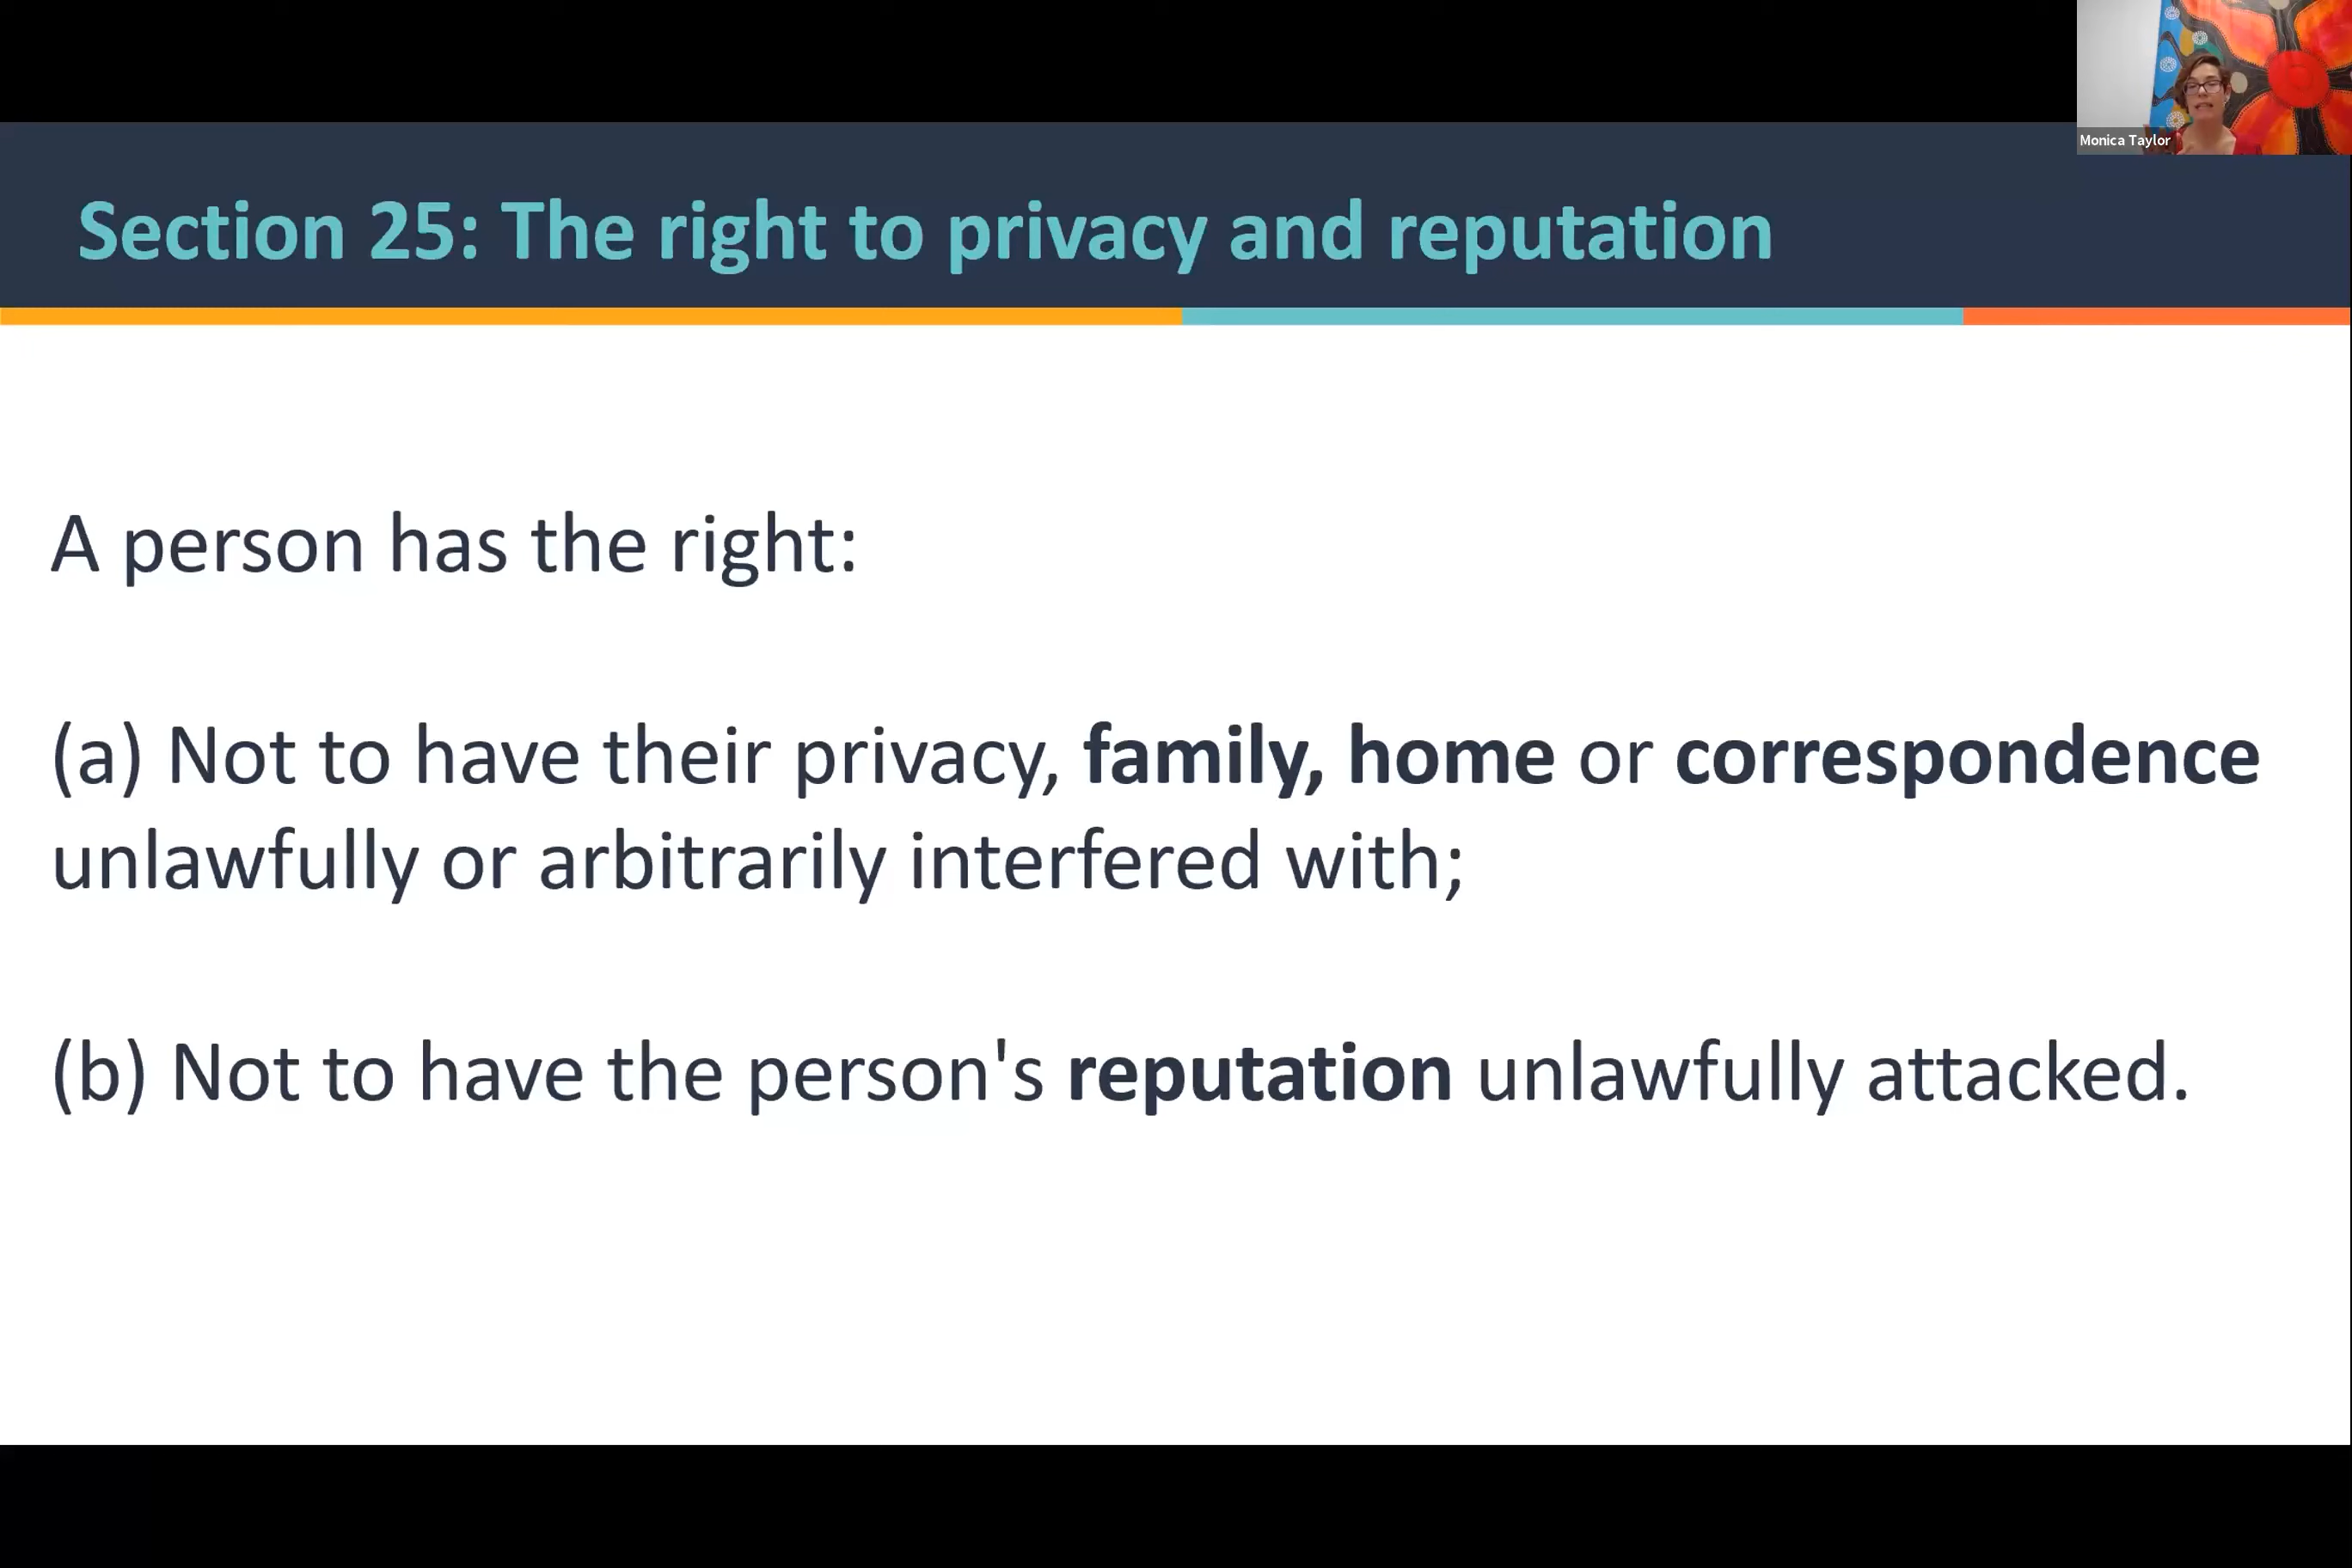 Monica Taylor
Section 25: The right to privacy and reputation
A person has the right:
(a) Not to have their privacy, family, home or correspondence
unlawfully or arbitrarily interfered with;
(b) Not to have the person's reputation unlawfully attacked.